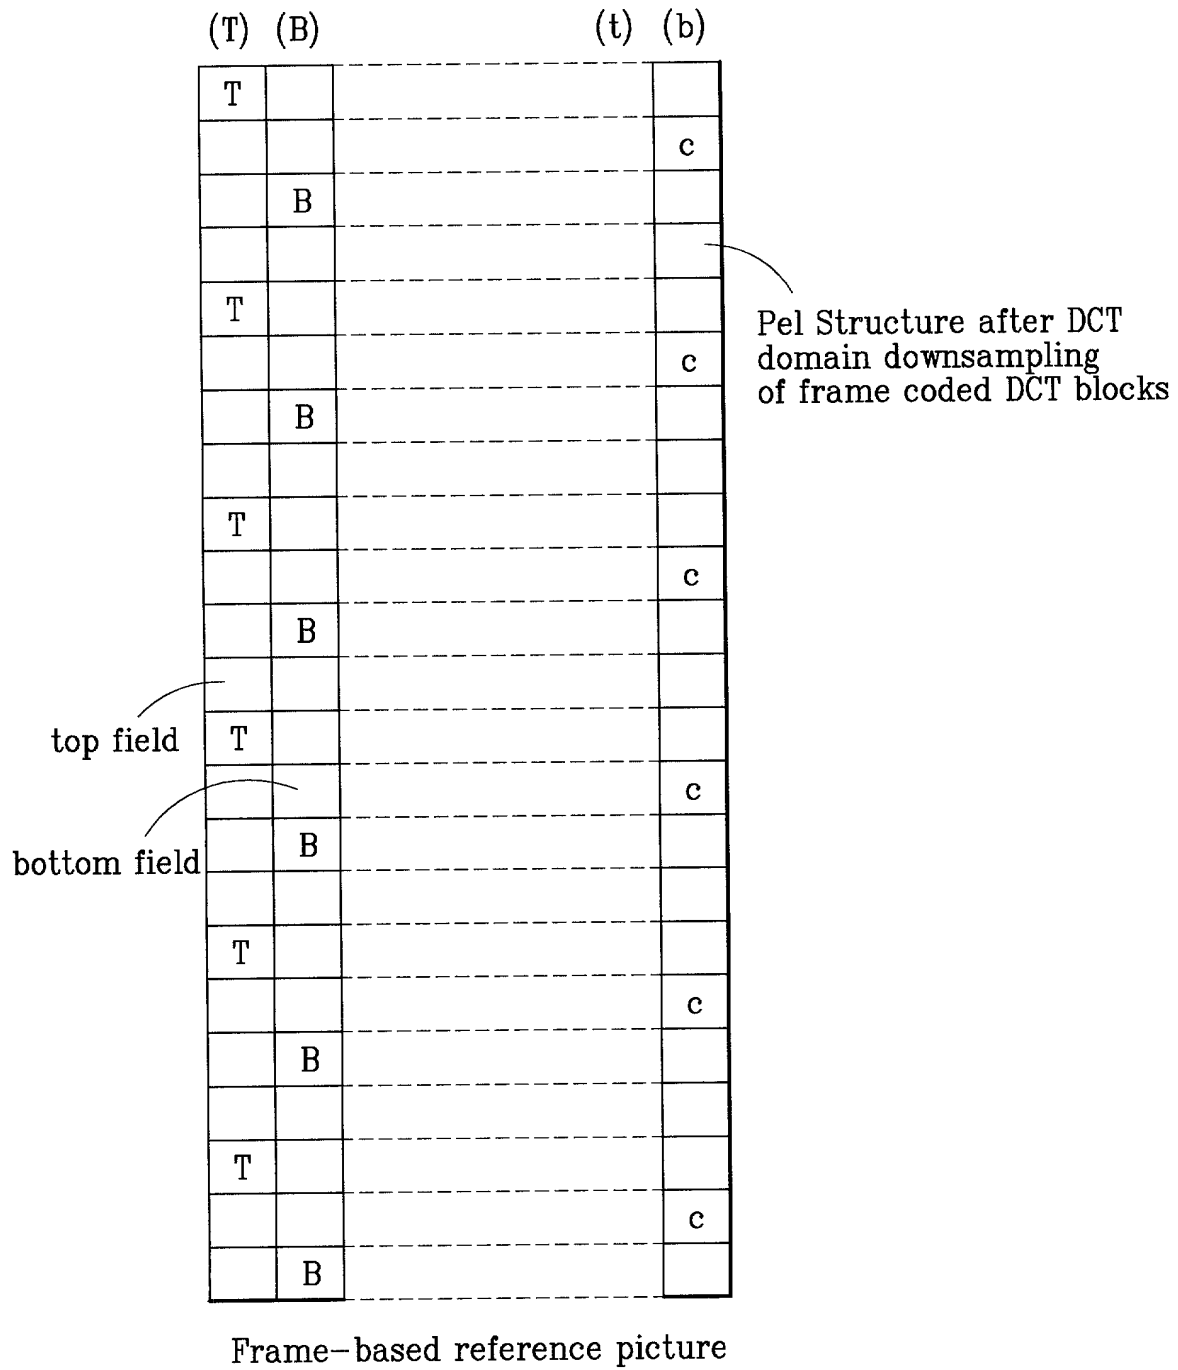 (T) (B) (t) (b)
T
c
B
T
Pel Structure after DCT
domain downsampling
of frame coded DCT blocks
c
B
T
c
B
top field
T
c
bottom field
B
T
c
B
T
c
B
Frame-based reference picture